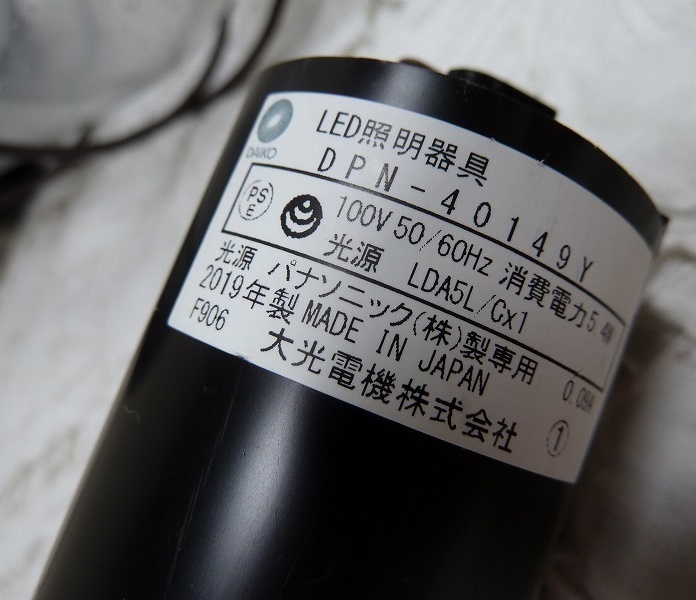 DAIKO
LED照明器具
DPN-40149Y
PS
E
100V 50/60Hz 消費電力5.4W
光源 LDA5L/Cx1 0.09A
光源 パナソニック(株)製専用
2019年製 MADE IN JAPAN
F906
大光電機株式会社 ①